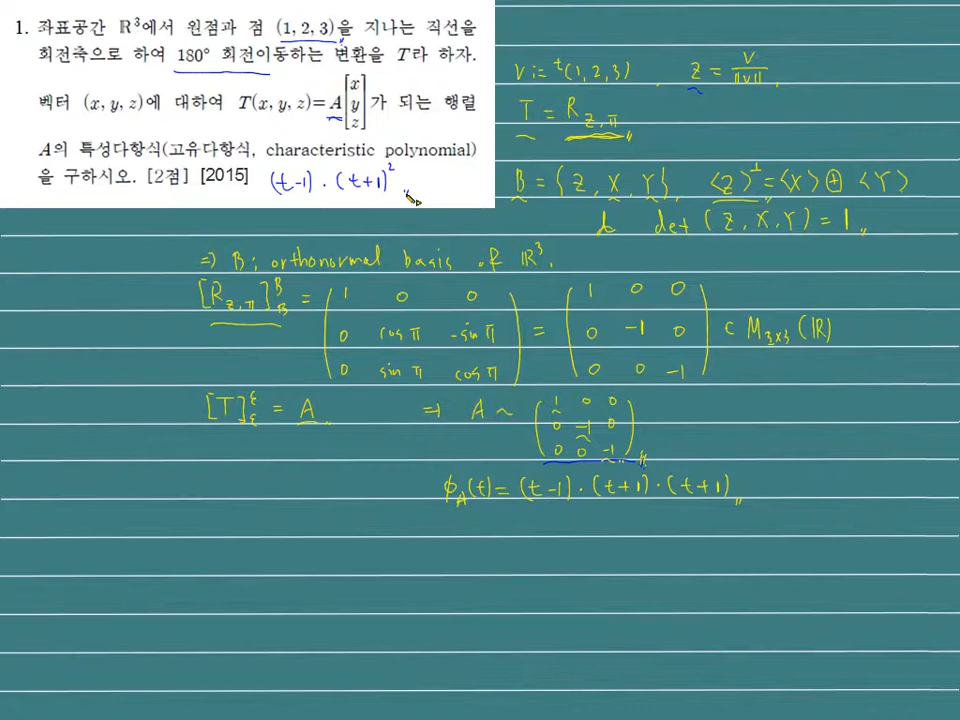 1. 좌표공간 ℝ³에서 원점과 점 (1, 2, 3)을 지나는 직선을
회전축으로 하여 180° 회전이동하는 변환을 T라 하자.
벡터 (x, y, z)에 대하여 T(x, y, z) = A[x y z]가 되는 행렬
A의 특성다항식(고유다항식, characteristic polynomial)
을 구하시오. [2점] [2015] (t-1)·(t+1)²
V := ᵗ(1, 2, 3), z = V/‖V‖
T = R_{z,π}
B = {z, X, Y}, ⟨z⟩^⊥ = ⟨X⟩ ⊕ ⟨Y⟩
& det (z, X, Y) = 1
⇒ B; orthonormal basis of ℝ³.
[R_{z,π}]_B^B = (1 0 0 / 0 cos π -sin π / 0 sin π cos π) = (1 0 0 / 0 -1 0 / 0 0 -1) ⊂ M_{3×3}(ℝ)
[T]_ε^ε = A ⇒ A ~ (1 0 0 / 0 -1 0 / 0 0 -1)
ϕ_A(t) = (t-1)·(t+1)·(t+1)